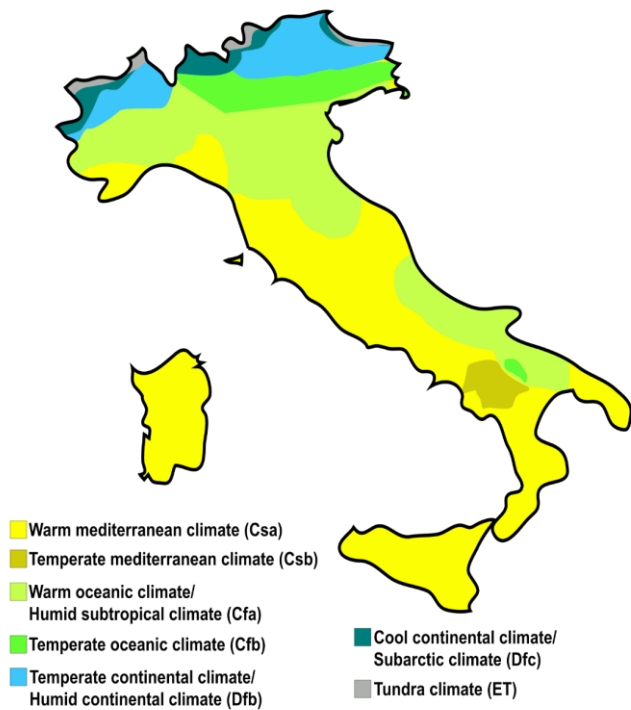 Warm mediterranean climate (Csa)
Temperate mediterranean climate (Csb)
Warm oceanic climate/
Humid subtropical climate (Cfa)
Temperate oceanic climate (Cfb)
Temperate continental climate/
Humid continental climate (Dfb)
Cool continental climate/
Subarctic climate (Dfc)
Tundra climate (ET)